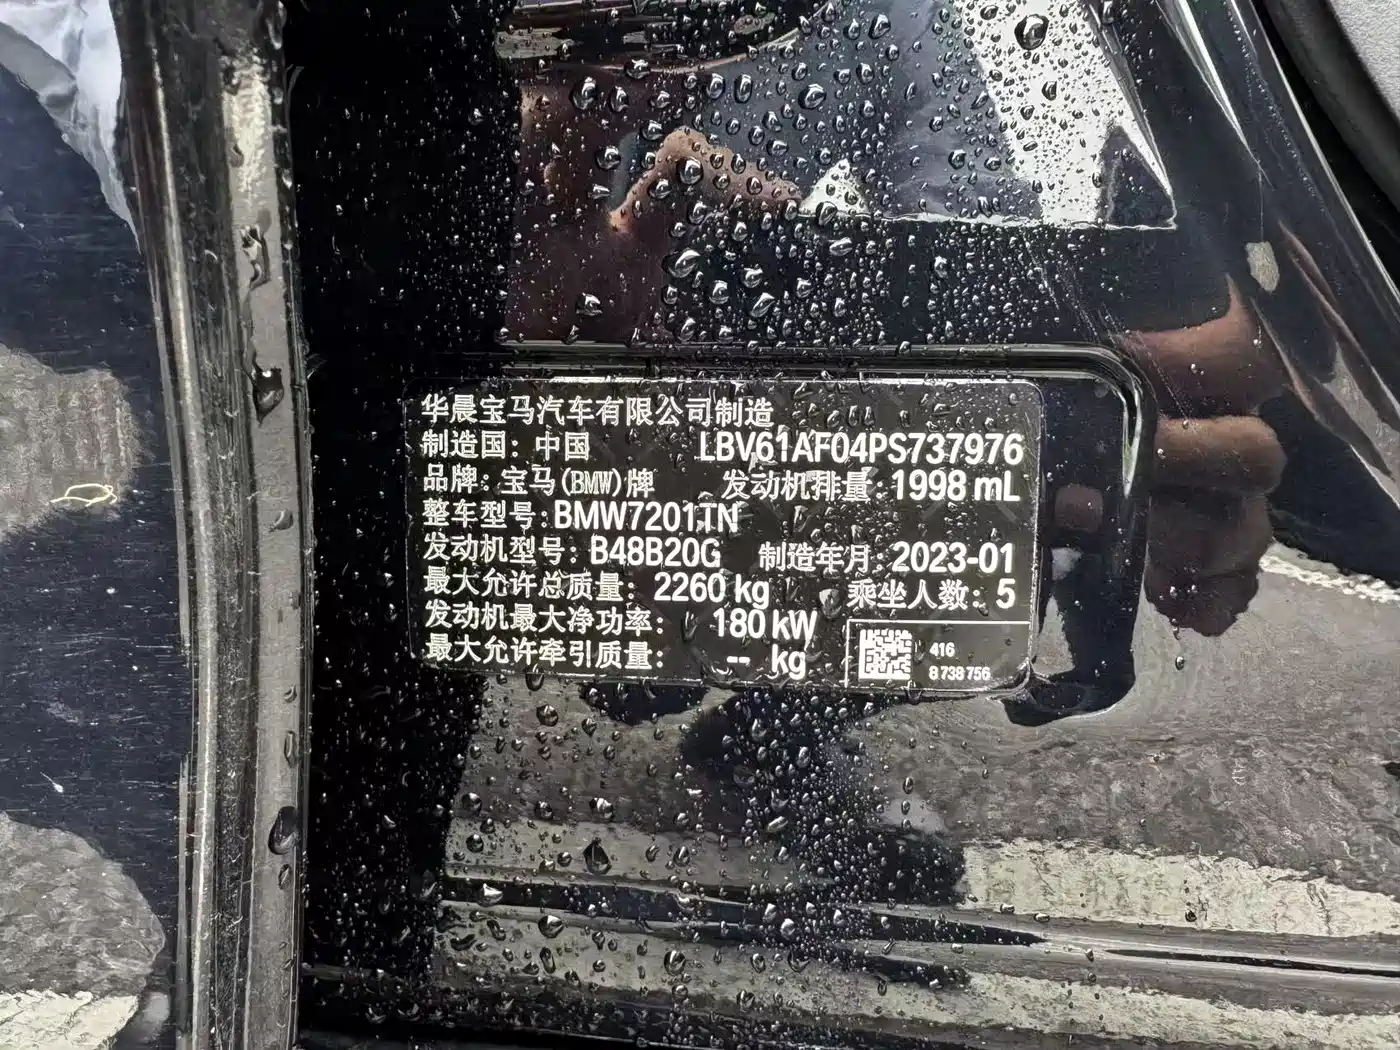 华晨宝马汽车有限公司制造
制造国：中国 LBV61AF04PS737976
品牌：宝马(BMW)牌 发动机排量：1998 mL
整车型号：BMW7201TN
发动机型号：B48B20G 制造年月：2023-01
最大允许总质量：2260 kg 乘坐人数：5
发动机最大净功率：180 kW
最大允许牵引质量：-- kg
416
8 738 756